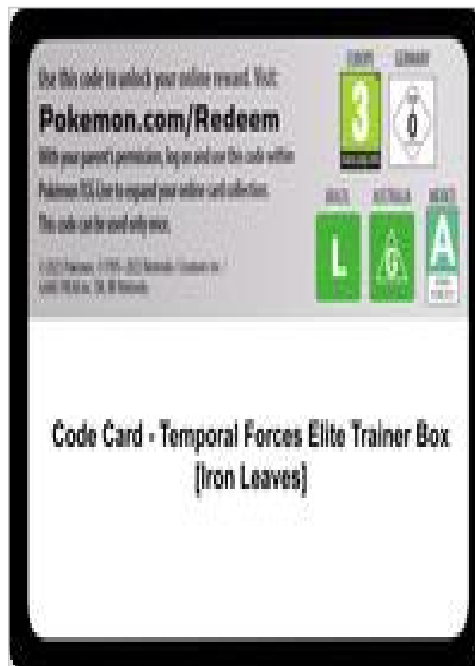 Use this code to unlock your online reward. Visit:
Pokemon.com/Redeem
With your parent's permission, log on and use this code within
Pokémon TCG Live to expand your online card collection.
This code can be used only once.
EUROPE
GERMANY
3
0
BRAZIL
AUSTRALIA
MEXICO
L
G
A
Code Card - Temporal Forces Elite Trainer Box
[Iron Leaves]